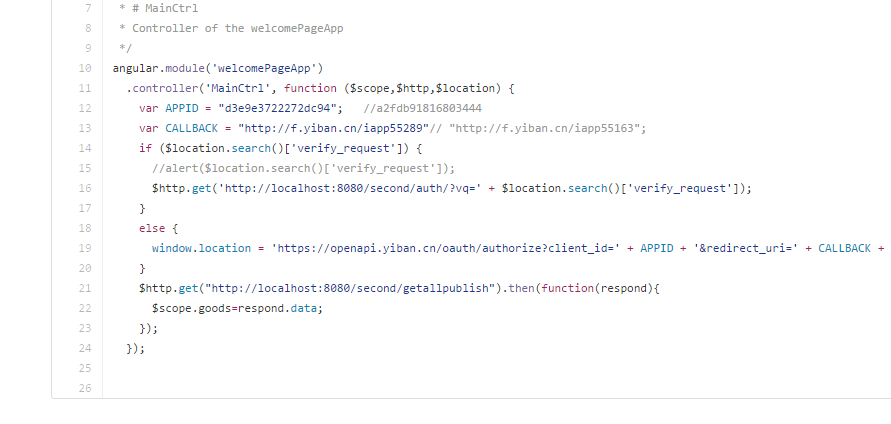 7 * # MainCtrl
8 * Controller of the welcomePageApp
9 */
10 angular.module('welcomePageApp')
11 .controller('MainCtrl', function ($scope,$http,$location) {
12 var APPID = "d3e9e3722272dc94"; //a2fdb91816803444
13 var CALLBACK = "http://f.yiban.cn/iapp55289"// "http://f.yiban.cn/iapp55163";
14 if ($location.search()['verify_request']) {
15 //alert($location.search()['verify_request']);
16 $http.get('http://localhost:8080/second/auth/?vq=' + $location.search()['verify_request']);
17 }
18 else {
19 window.location = 'https://openapi.yiban.cn/oauth/authorize?client_id=' + APPID + '&redirect_uri=' + CALLBACK +
20 }
21 $http.get("http://localhost:8080/second/getallpublish").then(function(respond){
22 $scope.goods=respond.data;
23 });
24 });
25
26